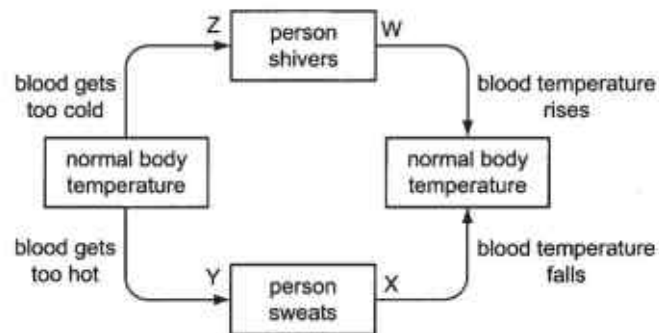 Z
person
shivers
W
blood gets
too cold
blood temperature
rises
normal body
temperature
normal body
temperature
blood gets
too hot
blood temperature
falls
Y
person
sweats
X